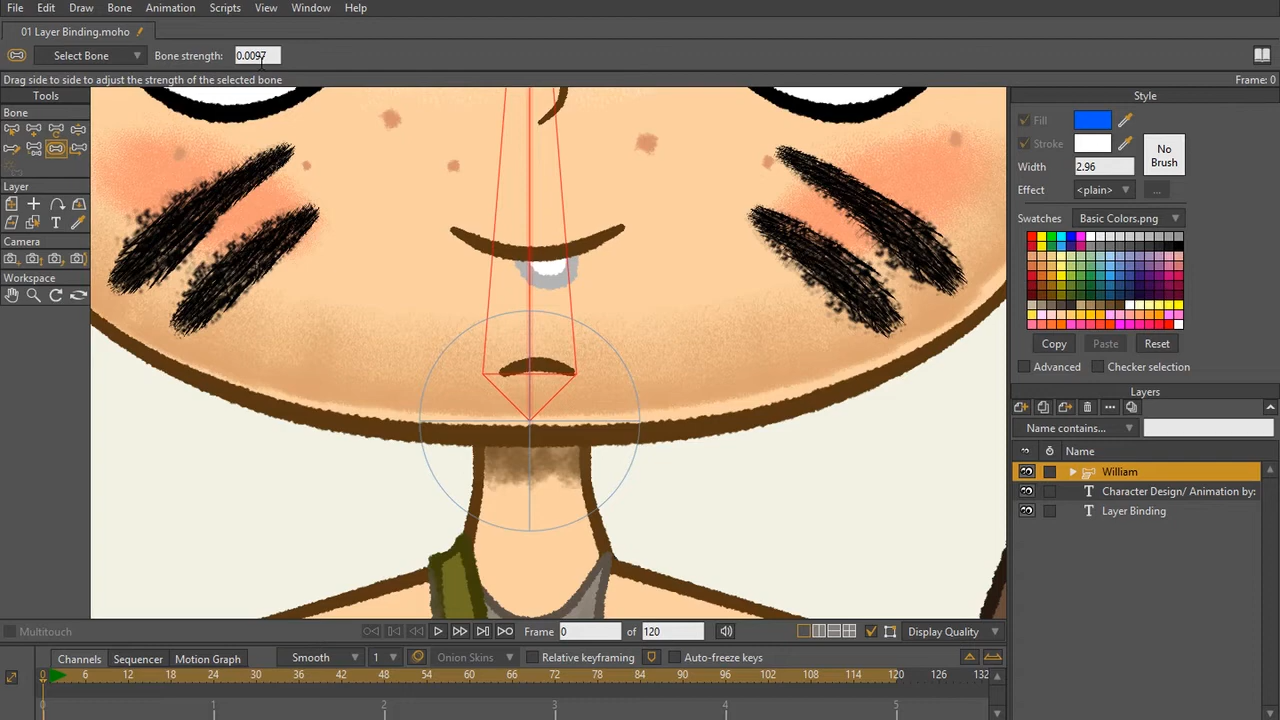 File Edit Draw Bone Animation Scripts View Window Help
01 Layer Binding.moho
Select Bone Bone strength: 0.0097
Drag side to side to adjust the strength of the selected bone Frame: 0
Tools
Bone
Layer
T
Camera
Workspace
Style
Fill
Stroke
No
Brush
Width 2.96
Effect <plain> ...
Swatches Basic Colors.png
Copy Paste Reset
Advanced Checker selection
Layers
Name contains...
Name
William
T Character Design/ Animation by:
T Layer Binding
Multitouch Frame 0 of 120 Display Quality
Channels Sequencer Motion Graph Smooth 1 Onion Skins Relative keyframing Auto-freeze keys
0 6 12 18 24 30 36 42 48 54 60 66 72 78 84 90 96 102 108 114 120 126 132
0 1 2 3 4 5